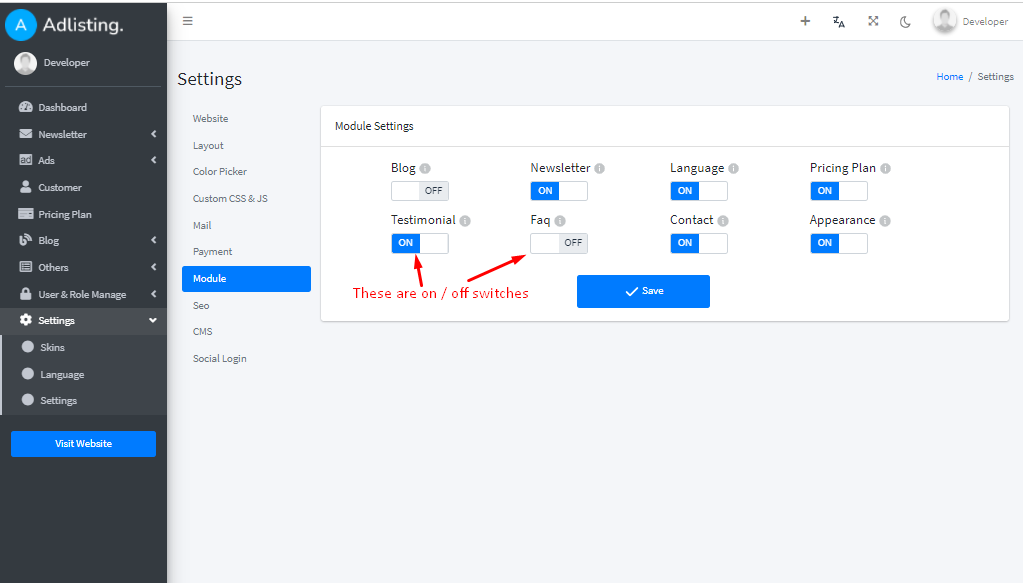 Adlisting.
Developer
Dashboard
Newsletter
Ads
Customer
Pricing Plan
Blog
Others
User & Role Manage
Settings
Skins
Language
Settings
Visit Website
Developer
Settings
Home / Settings
Website
Layout
Color Picker
Custom CSS & JS
Mail
Payment
Module
Seo
CMS
Social Login
Module Settings
Blog Newsletter Language Pricing Plan
OFF ON ON ON
Testimonial Faq Contact Appearance
ON OFF ON ON
These are on / off switches
Save